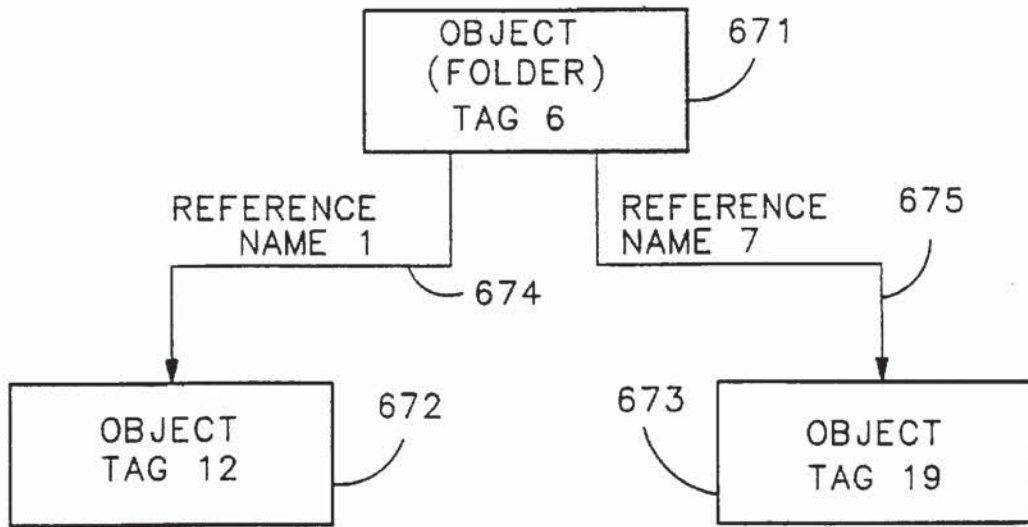 OBJECT
(FOLDER)
TAG 6
671
REFERENCE
NAME 1
REFERENCE
NAME 7
675
674
OBJECT
TAG 12
672
673
OBJECT
TAG 19